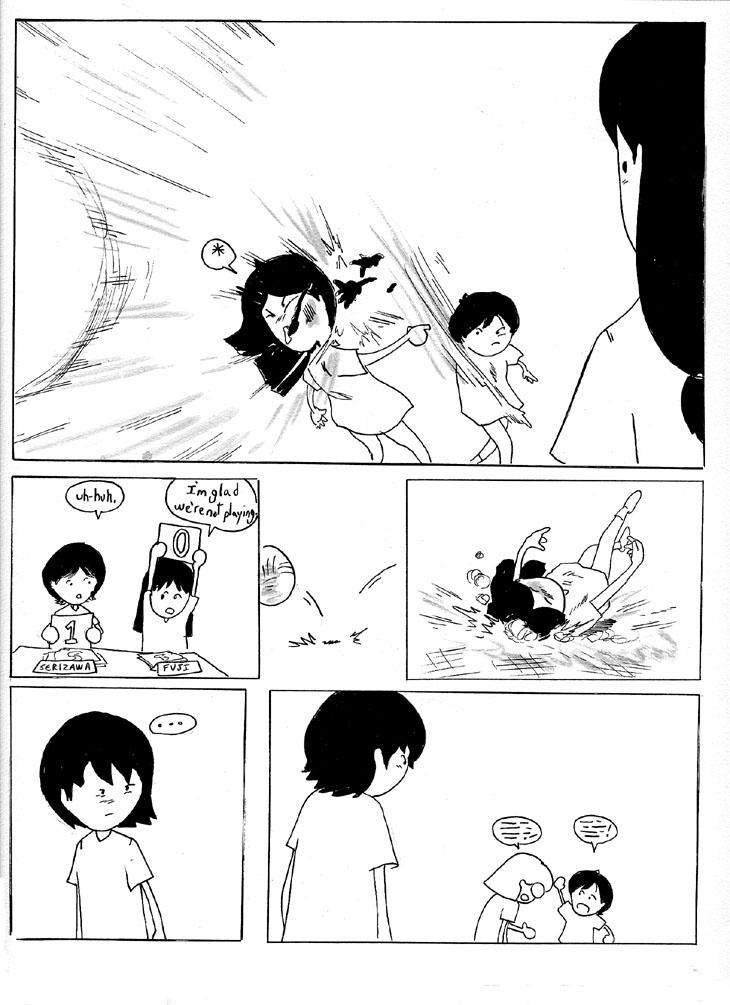 *
uh-huh.
I'm glad
we're not playing.
0
1
SERIZAWA
FUJI
...